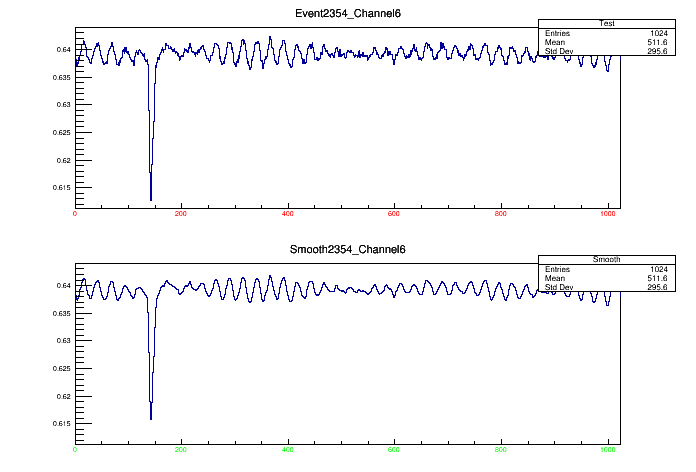 Event2354_Channel6
Test
Entries 1024
Mean 511.6
Std Dev 295.6
0.64
0.635
0.63
0.625
0.62
0.615
0 200 400 600 800 1000
Smooth2354_Channel6
Smooth
Entries 1024
Mean 511.6
Std Dev 295.6
0.64
0.635
0.63
0.625
0.62
0.615
0 200 400 600 800 1000